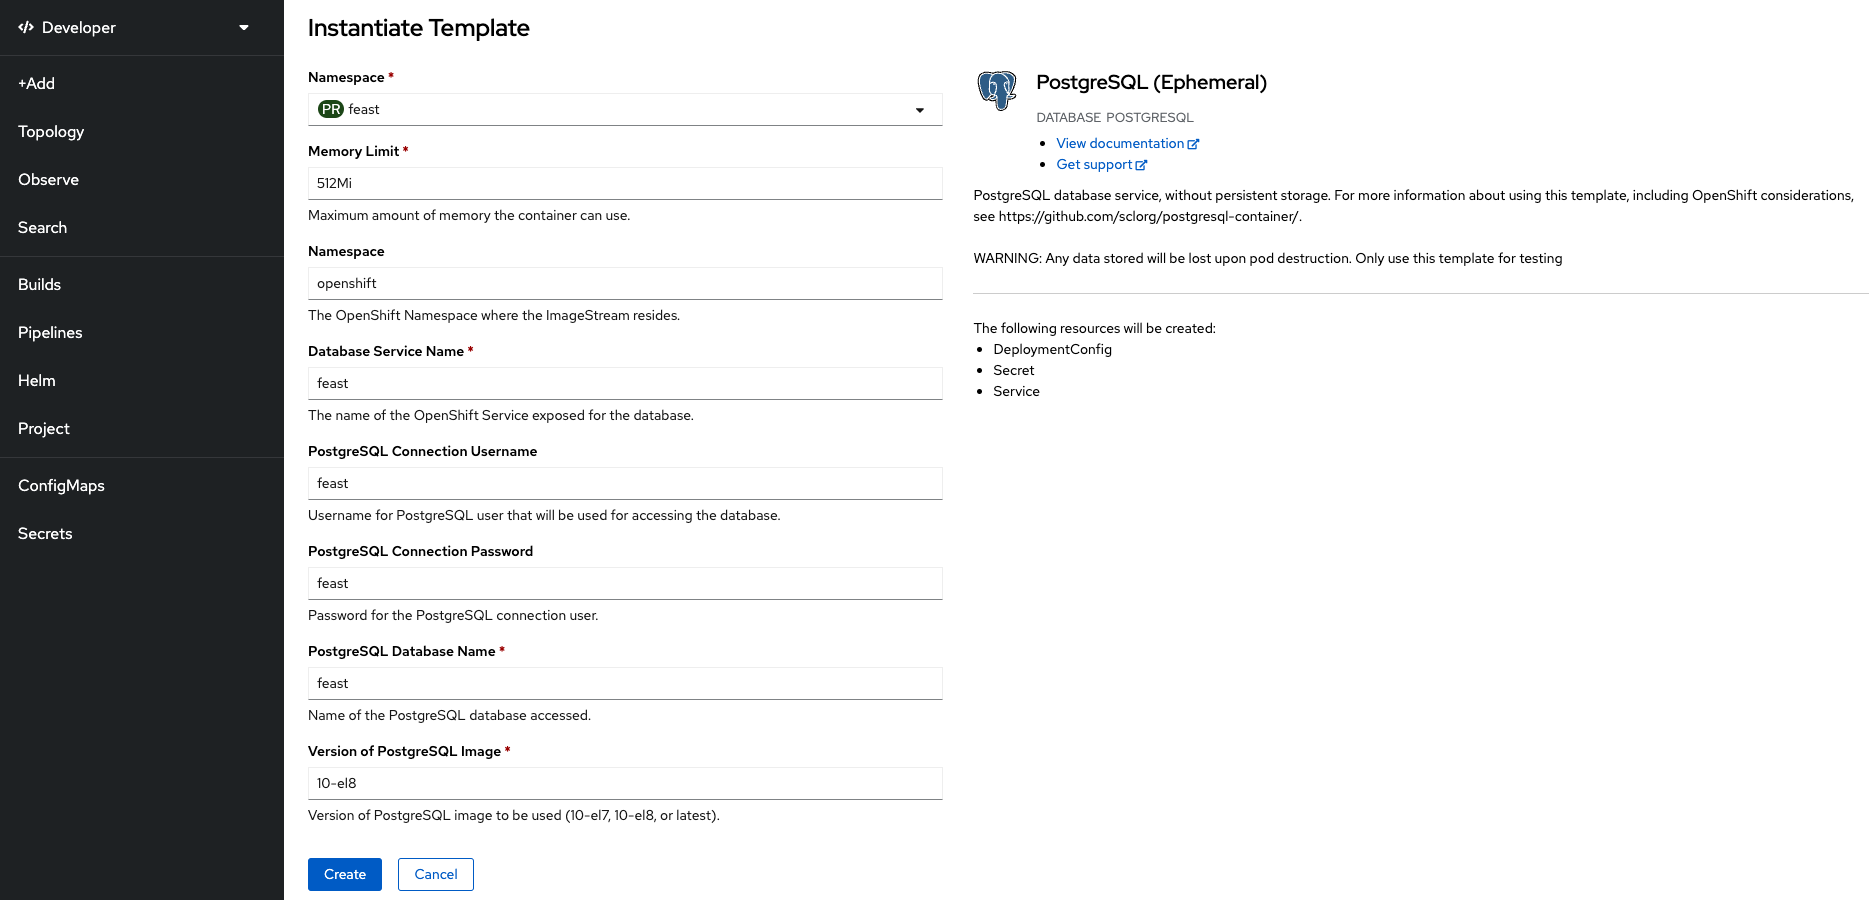 Developer
+Add
Topology
Observe
Search
Builds
Pipelines
Helm
Project
ConfigMaps
Secrets
Instantiate Template
Namespace *
PR feast
Memory Limit *
512Mi
Maximum amount of memory the container can use.
Namespace
openshift
The OpenShift Namespace where the ImageStream resides.
Database Service Name *
feast
The name of the OpenShift Service exposed for the database.
PostgreSQL Connection Username
feast
Username for PostgreSQL user that will be used for accessing the database.
PostgreSQL Connection Password
feast
Password for the PostgreSQL connection user.
PostgreSQL Database Name *
feast
Name of the PostgreSQL database accessed.
Version of PostgreSQL Image *
10-el8
Version of PostgreSQL image to be used (10-el7, 10-el8, or latest).
Create
Cancel
PostgreSQL (Ephemeral)
DATABASE POSTGRESQL
View documentation
Get support
PostgreSQL database service, without persistent storage. For more information about using this template, including OpenShift considerations,
see https://github.com/sclorg/postgresql-container/.
WARNING: Any data stored will be lost upon pod destruction. Only use this template for testing
The following resources will be created:
DeploymentConfig
Secret
Service